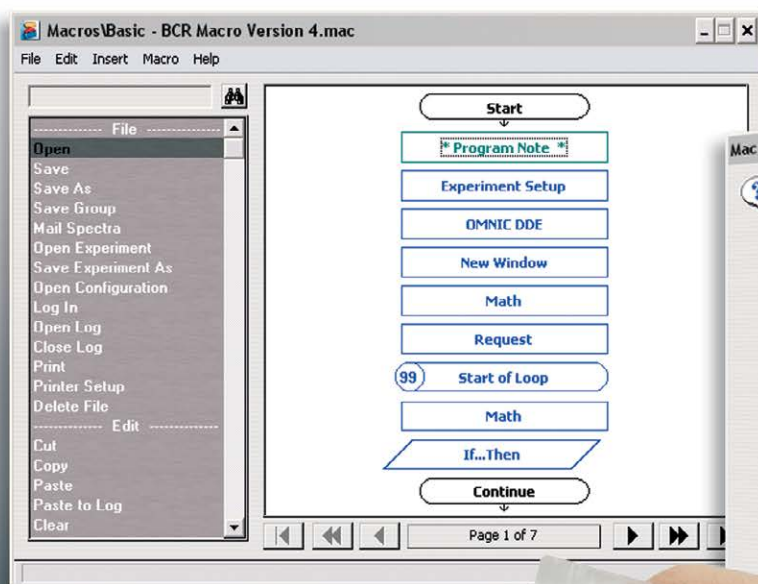 Macros\Basic - BCR Macro Version 4.mac
File Edit Insert Macro Help
File
Open
Save
Save As
Save Group
Mail Spectra
Open Experiment
Save Experiment As
Open Configuration
Log In
Open Log
Close Log
Print
Printer Setup
Delete File
Edit
Cut
Copy
Paste
Paste to Log
Clear
Start
* Program Note *
Experiment Setup
OMNIC DDE
New Window
Math
Request
99 Start of Loop
Math
If...Then
Continue
Page 1 of 7
Mac
?